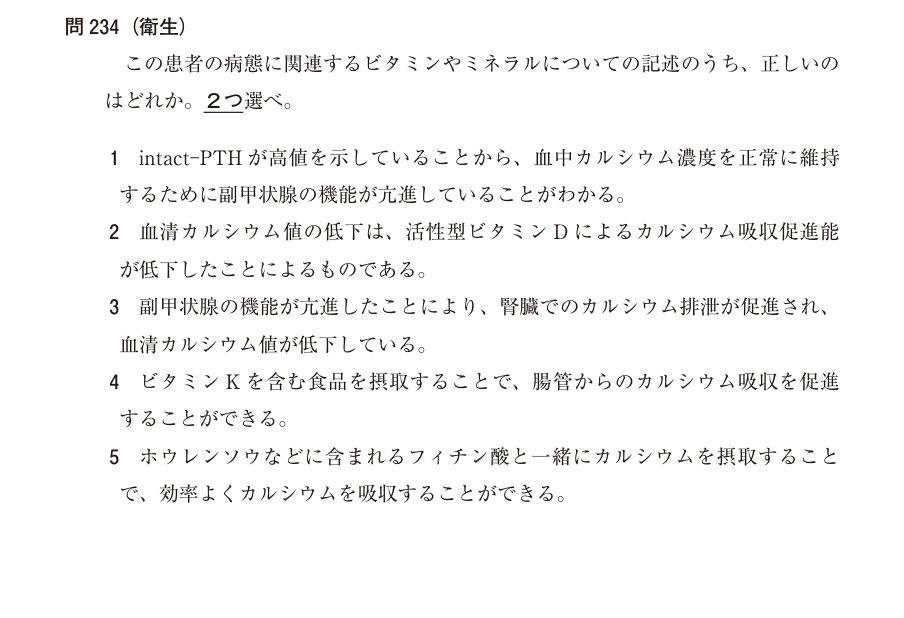 問 234（衛生）
この患者の病態に関連するビタミンやミネラルについての記述のうち、正しいの
はどれか。２つ選べ。
1 intact-PTH が高値を示していることから、血中カルシウム濃度を正常に維持
するために副甲状腺の機能が亢進していることがわかる。
2 血清カルシウム値の低下は、活性型ビタミン D によるカルシウム吸収促進能
が低下したことによるものである。
3 副甲状腺の機能が亢進したことにより、腎臓でのカルシウム排泄が促進され、
血清カルシウム値が低下している。
4 ビタミン K を含む食品を摂取することで、腸管からのカルシウム吸収を促進
することができる。
5 ホウレンソウなどに含まれるフィチン酸と一緒にカルシウムを摂取すること
で、効率よくカルシウムを吸収することができる。